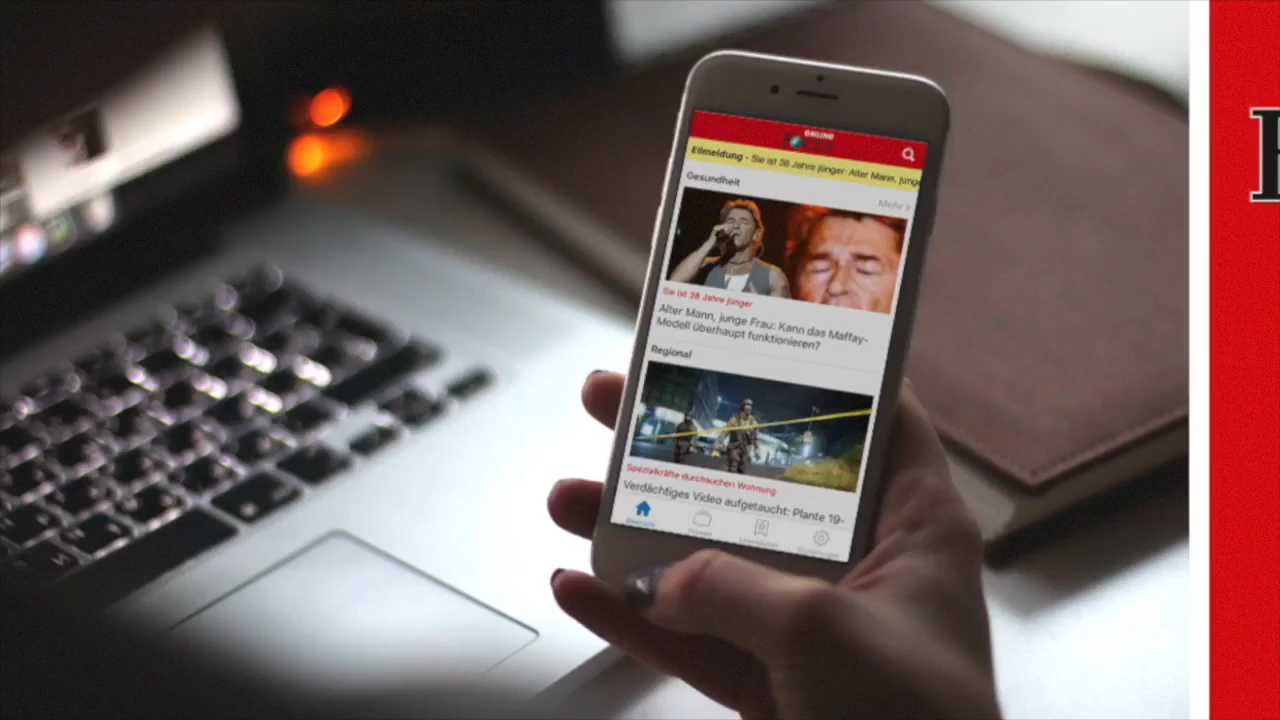 ONLINE
Eilmeldung - Sie ist 38 Jahre jünger: Alter Mann, junge
Gesundheit
Mehr >
Sie ist 38 Jahre jünger
Alter Mann, junge Frau: Kann das Maffay-
Modell überhaupt funktionieren?
Regional
Spezialkräfte durchsuchen Wohnung
Verdächtiges Video aufgetaucht: Plante 19-